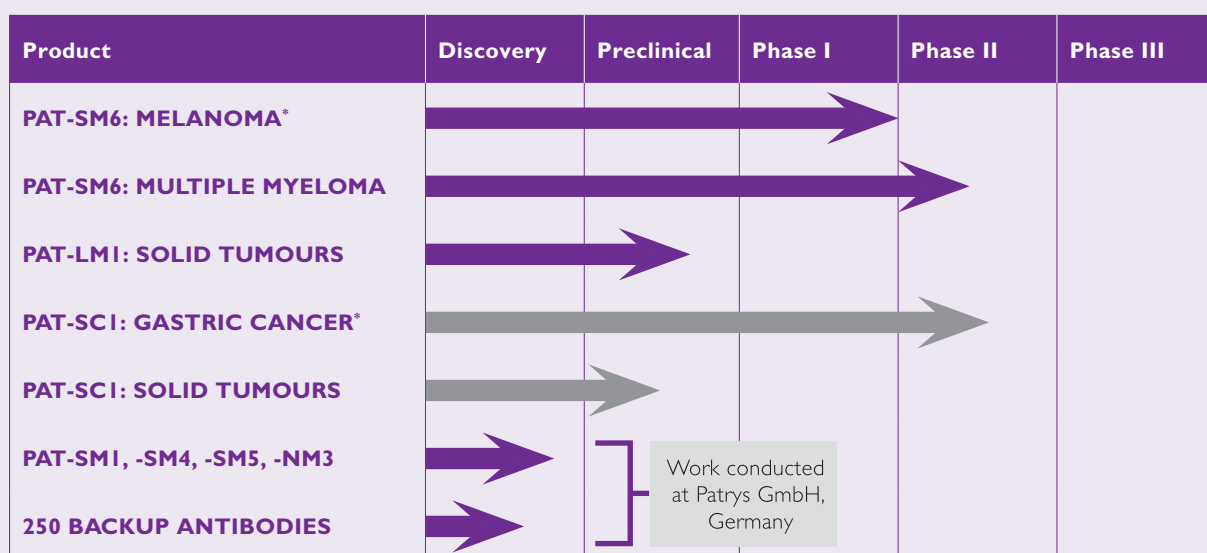 Product Discovery Preclinical Phase I Phase II Phase III
PAT-SM6: MELANOMA*
PAT-SM6: MULTIPLE MYELOMA
PAT-LM1: SOLID TUMOURS
PAT-SC1: GASTRIC CANCER*
PAT-SC1: SOLID TUMOURS
PAT-SM1, -SM4, -SM5, -NM3
250 BACKUP ANTIBODIES
Work conducted
at Patrys GmbH,
Germany